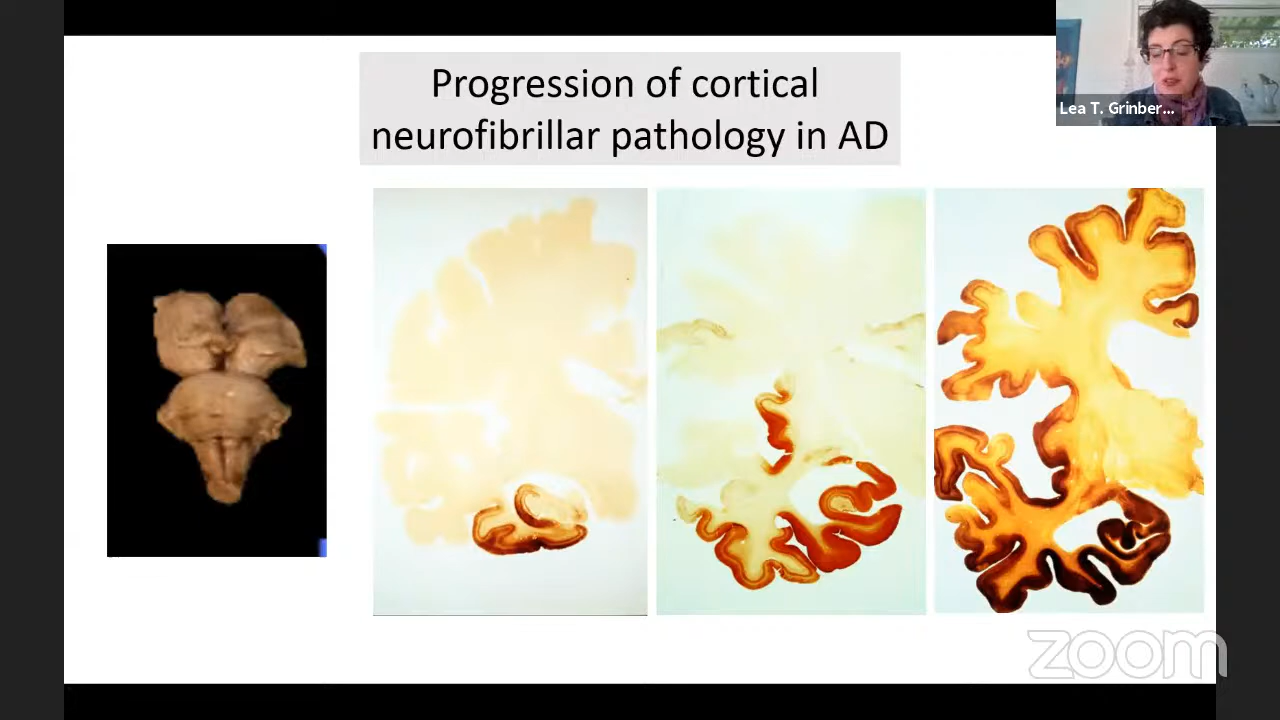 Progression of cortical
neurofibrillar pathology in AD
Lea T. Grinber...
zoom